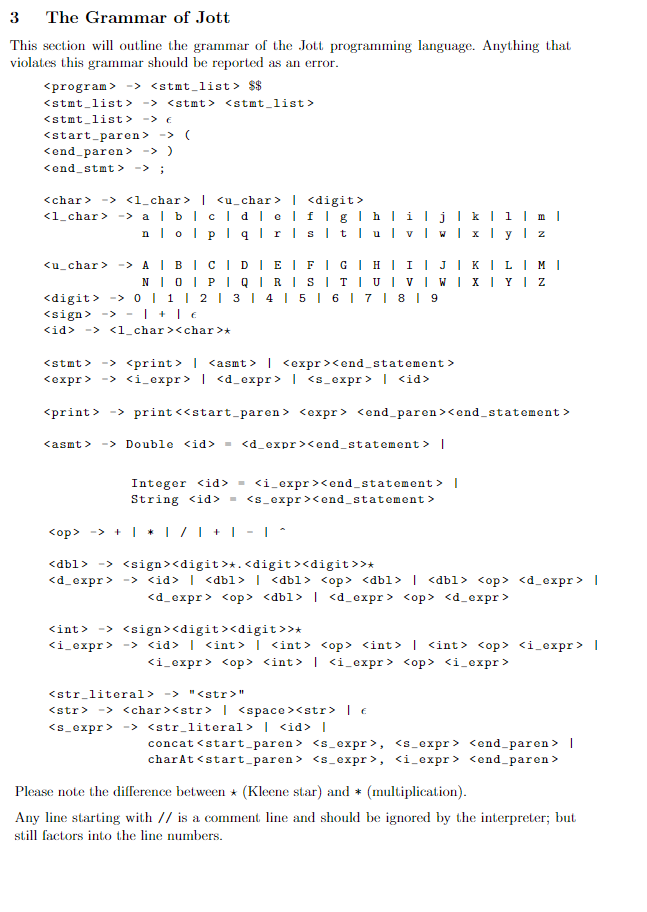 3 The Grammar of Jott
This section will outline the grammar of the Jott programming language. Anything that
violates this grammar should be reported as an error.
<program> -> <stmt_list> $$
<stmt_list> -> <stmt> <stmt_list>
<stmt_list> -> ϵ
<start_paren> -> (
<end_paren> -> )
<end_stmt> -> ;
<char> -> <l_char> | <u_char> | <digit>
<l_char> -> a | b | c | d | e | f | g | h | i | j | k | l | m |
n | o | p | q | r | s | t | u | v | w | x | y | z
<u_char> -> A | B | C | D | E | F | G | H | I | J | K | L | M |
N | O | P | Q | R | S | T | U | V | W | X | Y | Z
<digit> -> 0 | 1 | 2 | 3 | 4 | 5 | 6 | 7 | 8 | 9
<sign> -> - | + | ϵ
<id> -> <l_char><char>⋆
<stmt> -> <print> | <asmt> | <expr><end_statement>
<expr> -> <i_expr> | <d_expr> | <s_expr> | <id>
<print> -> print<<start_paren> <expr> <end_paren><end_statement>
<asmt> -> Double <id> = <d_expr><end_statement> |
Integer <id> = <i_expr><end_statement> |
String <id> = <s_expr><end_statement>
<op> -> + | * | / | + | - | ^
<dbl> -> <sign><digit>⋆.<digit><digit>>⋆
<d_expr> -> <id> | <dbl> | <dbl> <op> <dbl> | <dbl> <op> <d_expr> |
<d_expr> <op> <dbl> | <d_expr> <op> <d_expr>
<int> -> <sign><digit><digit>>⋆
<i_expr> -> <id> | <int> | <int> <op> <int> | <int> <op> <i_expr> |
<i_expr> <op> <int> | <i_expr> <op> <i_expr>
<str_literal> -> "<str>"
<str> -> <char><str> | <space><str> | ϵ
<s_expr> -> <str_literal> | <id> |
concat<start_paren> <s_expr>, <s_expr> <end_paren> |
charAt<start_paren> <s_expr>, <i_expr> <end_paren>
Please note the difference between ⋆ (Kleene star) and * (multiplication).
Any line starting with // is a comment line and should be ignored by the interpreter; but
still factors into the line numbers.